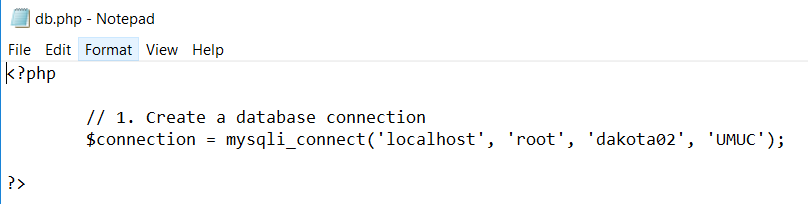 db.php - Notepad
File Edit Format View Help
<?php
// 1. Create a database connection
$connection = mysqli_connect('localhost', 'root', 'dakota02', 'UMUC');
?>